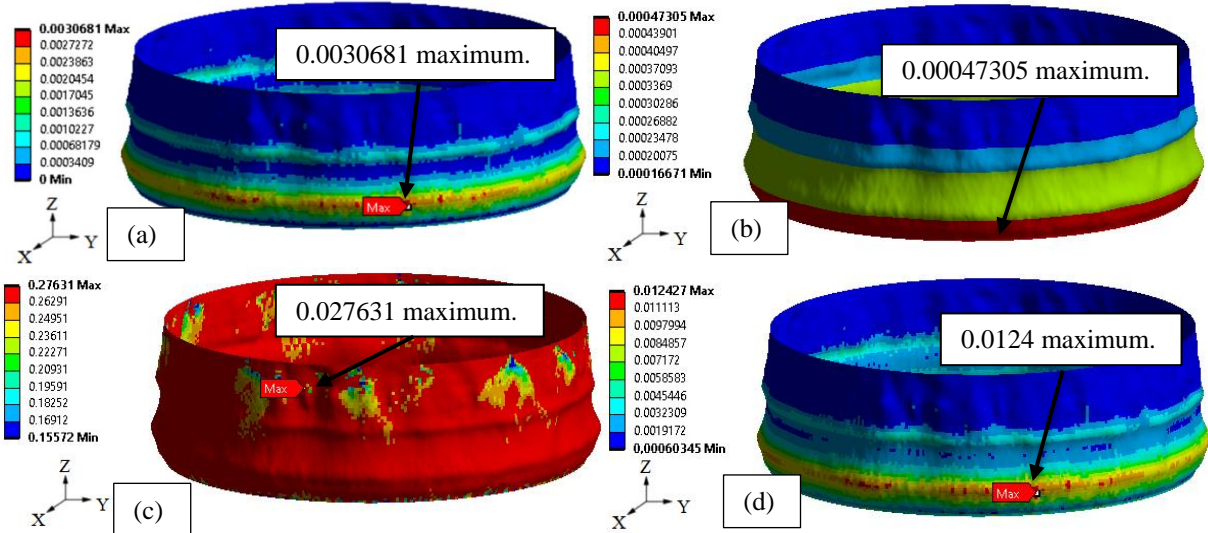 0.0030681 Max
0.0027272
0.0023863
0.0020454
0.0017045
0.0013636
0.0010227
0.00068179
0.0003409
0 Min
0.0030681 maximum.
Max
Z
Y
X
(a)
0.00047305 Max
0.00043901
0.00040497
0.00037093
0.0003369
0.00030286
0.00026882
0.00023478
0.00020075
0.00016671 Min
0.00047305 maximum.
Z
Y
X
(b)
0.27631 Max
0.26291
0.24951
0.23611
0.22271
0.20931
0.19591
0.18252
0.16912
0.15572 Min
0.027631 maximum.
Max
Z
Y
X
(c)
0.012427 Max
0.011113
0.0097994
0.0084857
0.007172
0.0058583
0.0045446
0.0032309
0.0019172
0.00060345 Min
0.0124 maximum.
Max
Z
Y
X
(d)